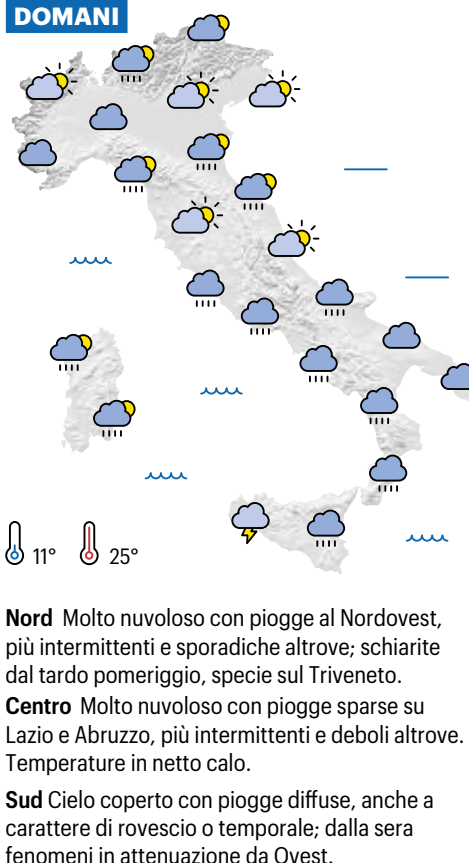 DOMANI
11° 25°
Nord Molto nuvoloso con piogge al Nordovest,
più intermittenti e sporadiche altrove; schiarite
dal tardo pomeriggio, specie sul Triveneto.
Centro Molto nuvoloso con piogge sparse su
Lazio e Abruzzo, più intermittenti e deboli altrove.
Temperature in netto calo.
Sud Cielo coperto con piogge diffuse, anche a
carattere di rovescio o temporale; dalla sera
fenomeni in attenuazione da Ovest.